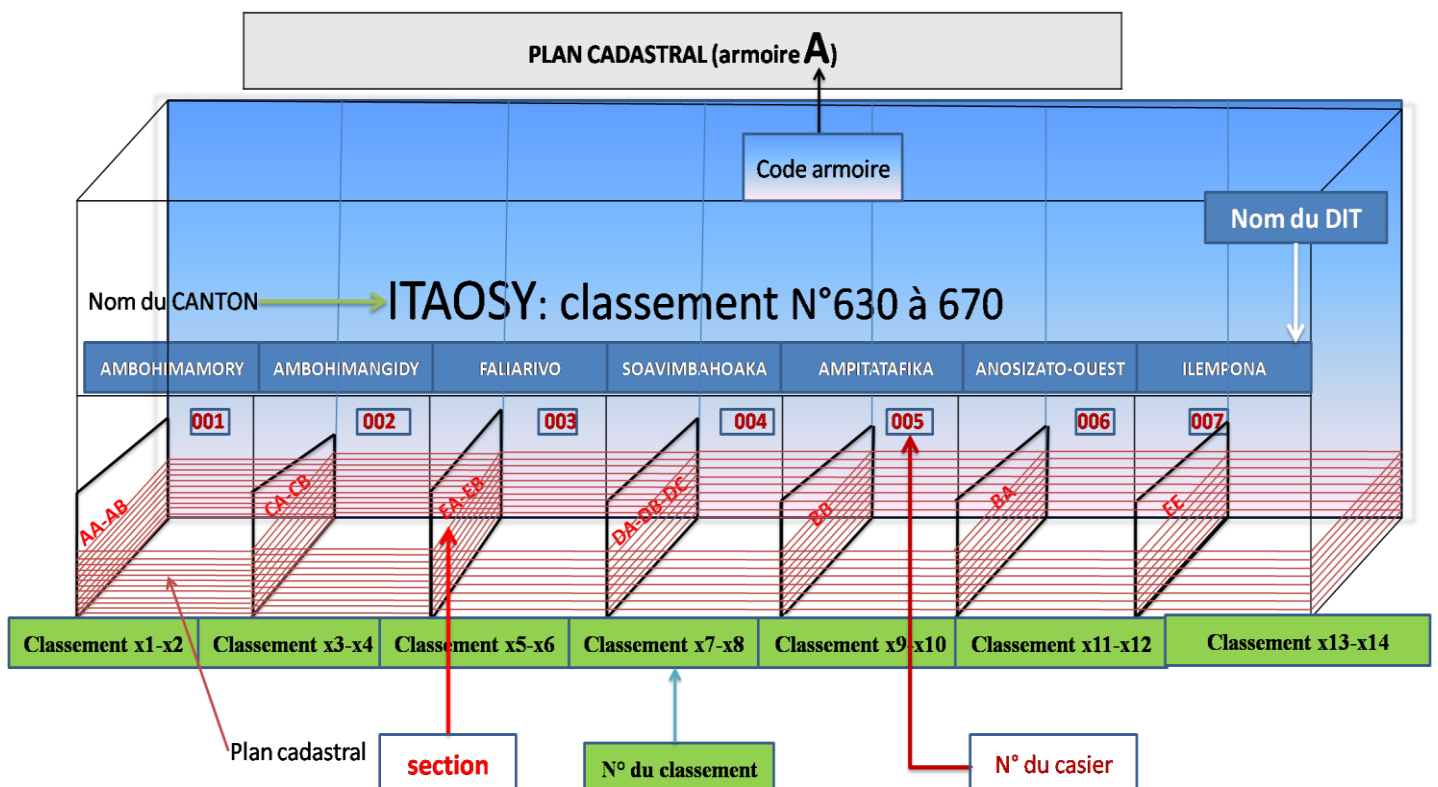 PLAN CADASTRAL (armoire A)
Code armoire
Nom du DIT
Nom du CANTON
ITAOSY: classement N°630 à 670
AMBOHIMAMORY AMBOHIMANGIDY FALIARIVO SOAVIMBAHOAKA AMPITATAFIKA ANOSIZATO-OUEST ILEMPONA
001 002 003 004 005 006 007
AA-AB CA-CB EA-EB DA-DB-DC BB BA EE
Classement x1-x2 Classement x3-x4 Classement x5-x6 Classement x7-x8 Classement x9-x10 Classement x11-x12 Classement x13-x14
Plan cadastral
section
N° du classement
N° du casier